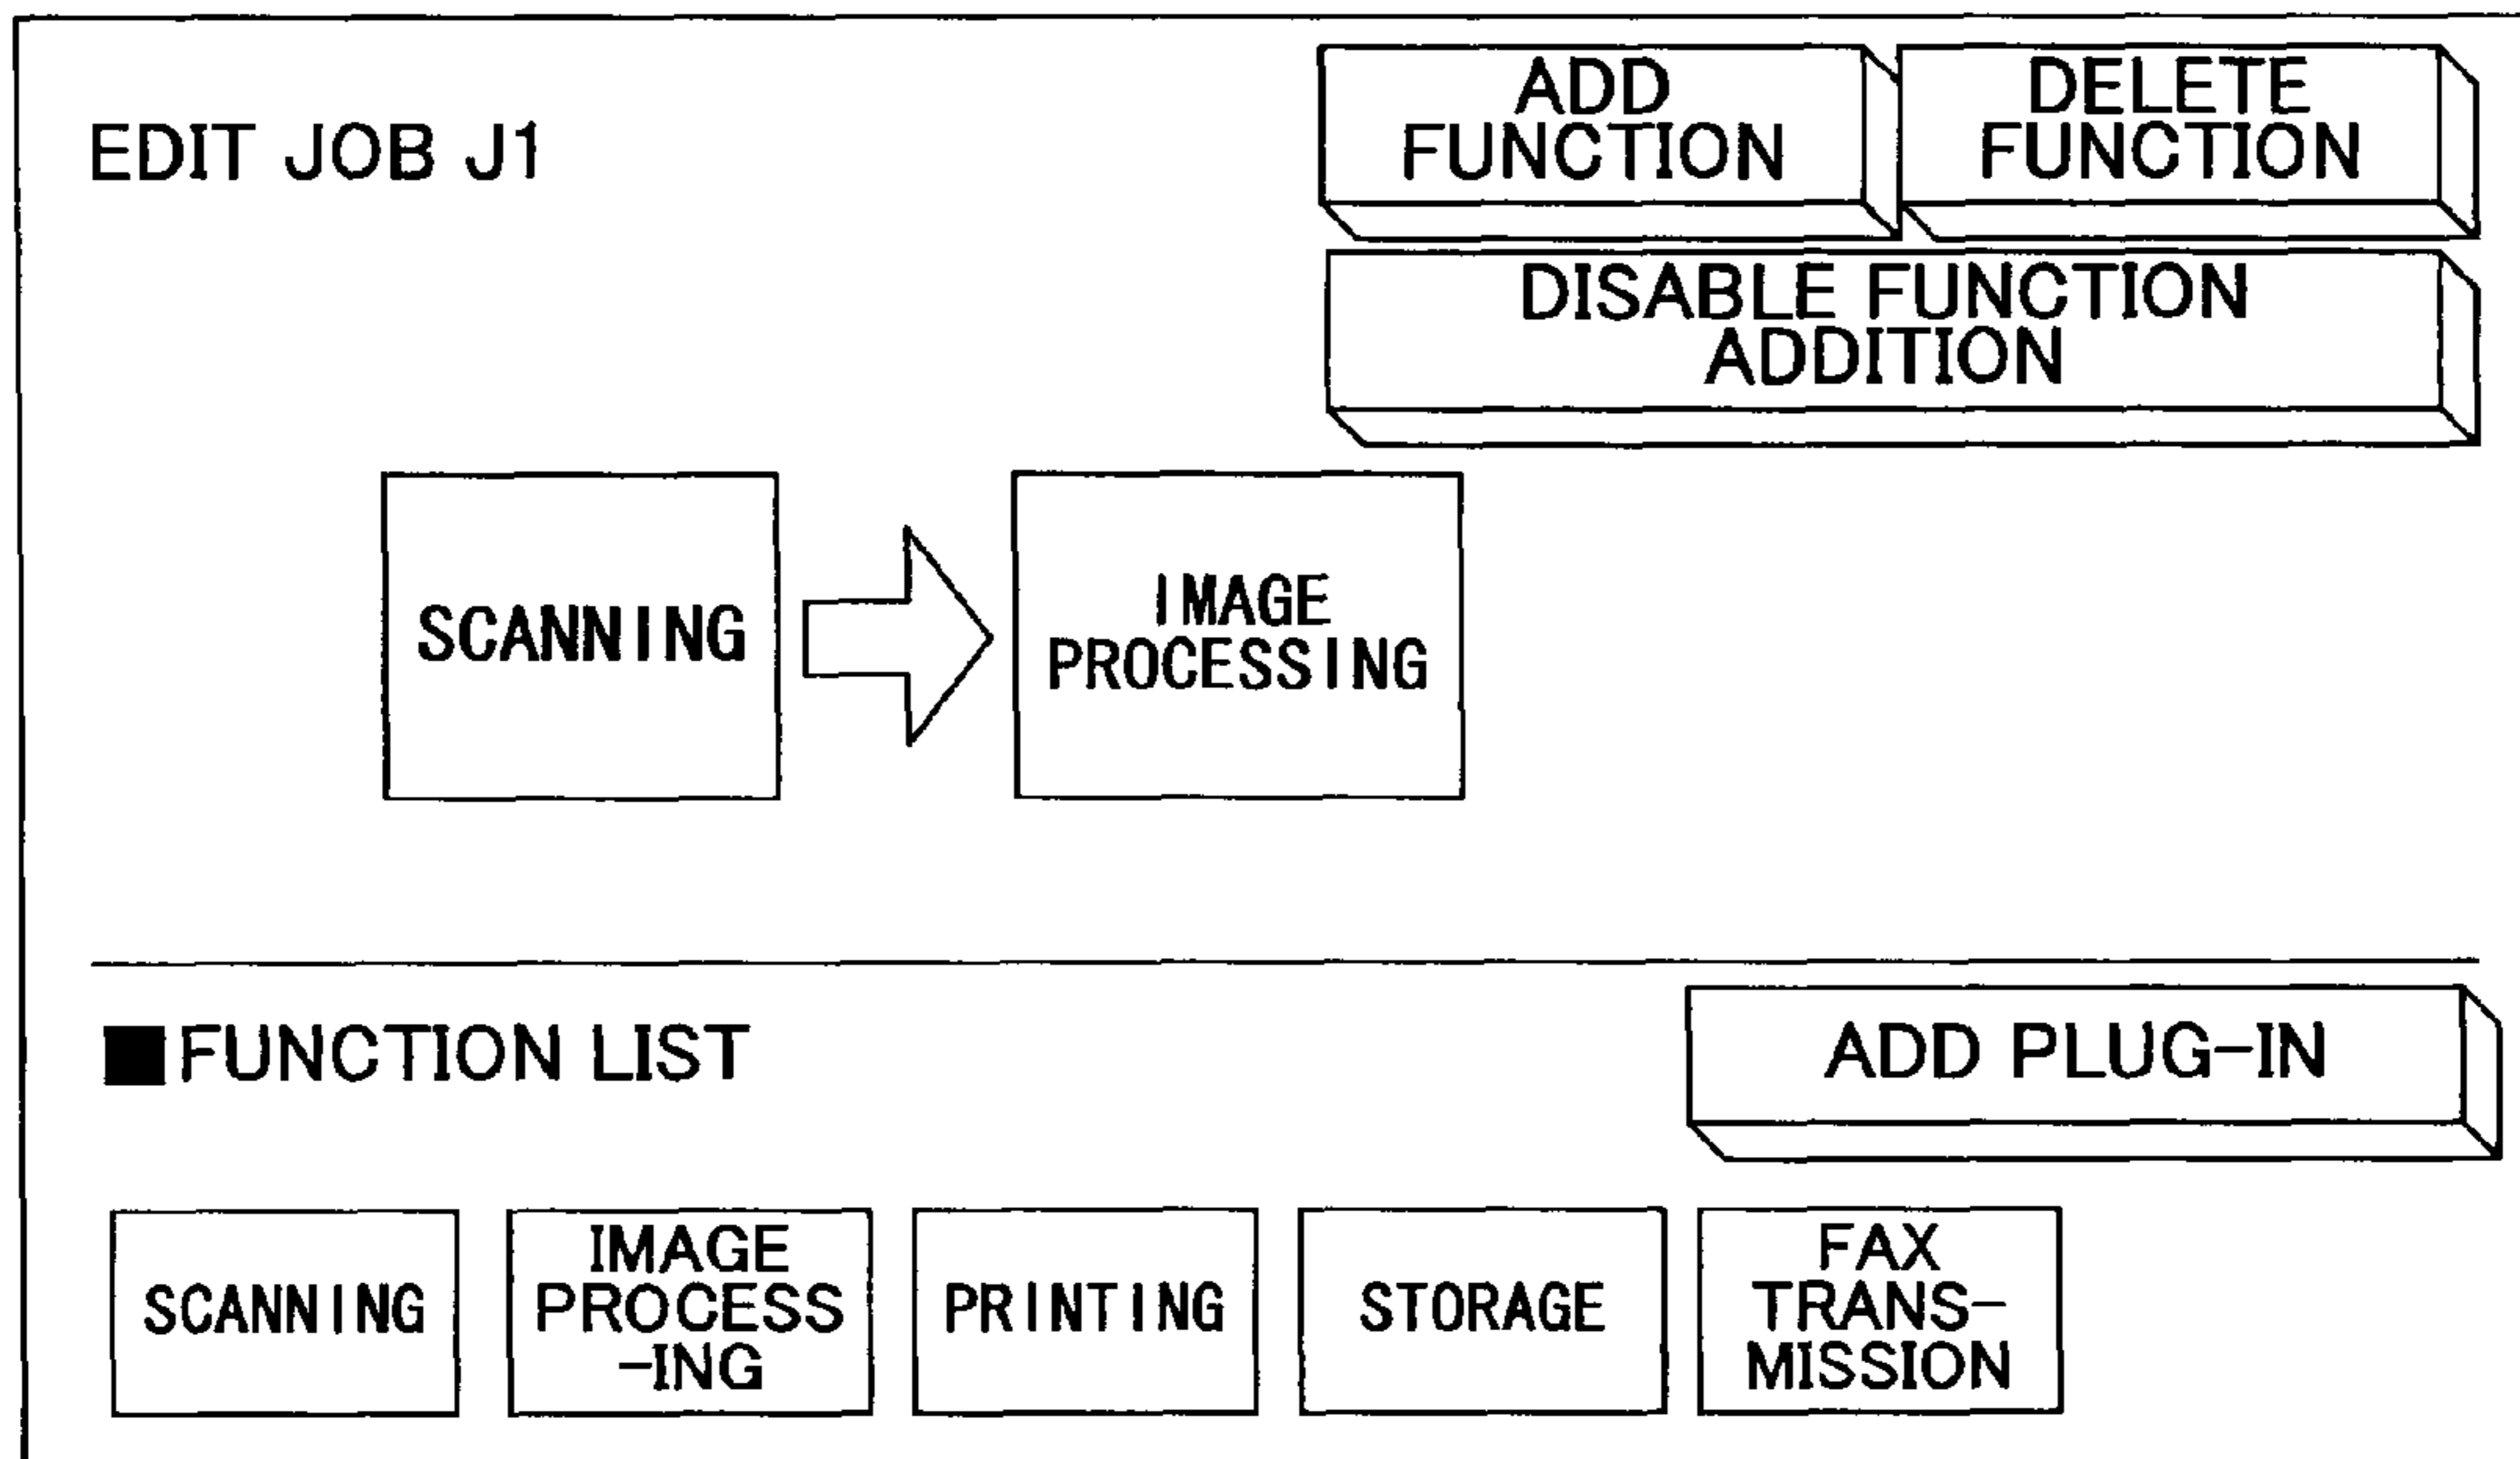 EDIT JOB J1
ADD
FUNCTION
DELETE
FUNCTION
DISABLE FUNCTION
ADDITION
SCANNING
IMAGE
PROCESSING
■FUNCTION LIST
ADD PLUG-IN
SCANNING
IMAGE
PROCESS
-ING
PRINTING
STORAGE
FAX
TRANS-
MISSION